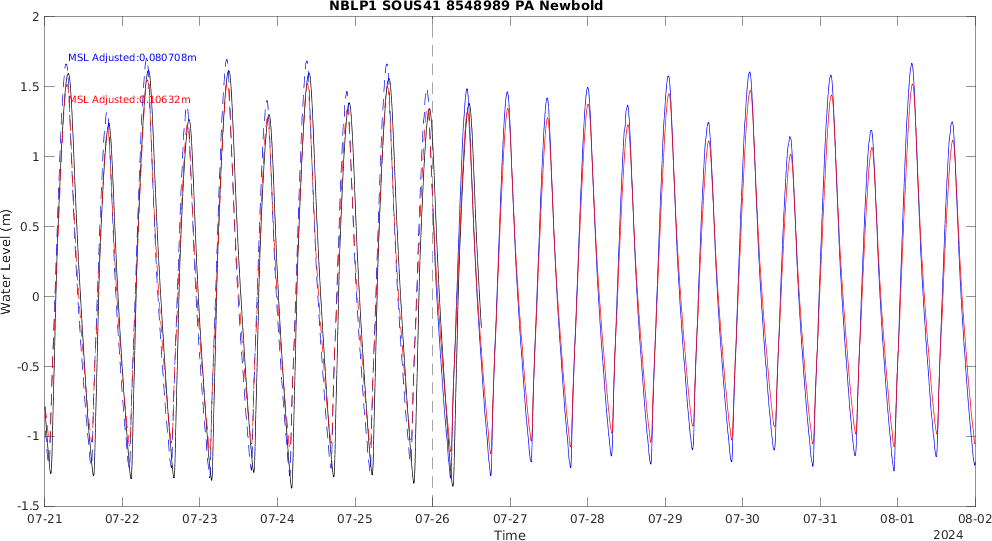 NBLP1 SOUS41 8548989 PA Newbold
2
1.5
1
0.5
0
-0.5
-1
-1.5
Water Level (m)
MSL Adjusted:0.080708m
MSL Adjusted:0.10632m
07-21 07-22 07-23 07-24 07-25 07-26 07-27 07-28 07-29 07-30 07-31 08-01 08-02
Time
2024